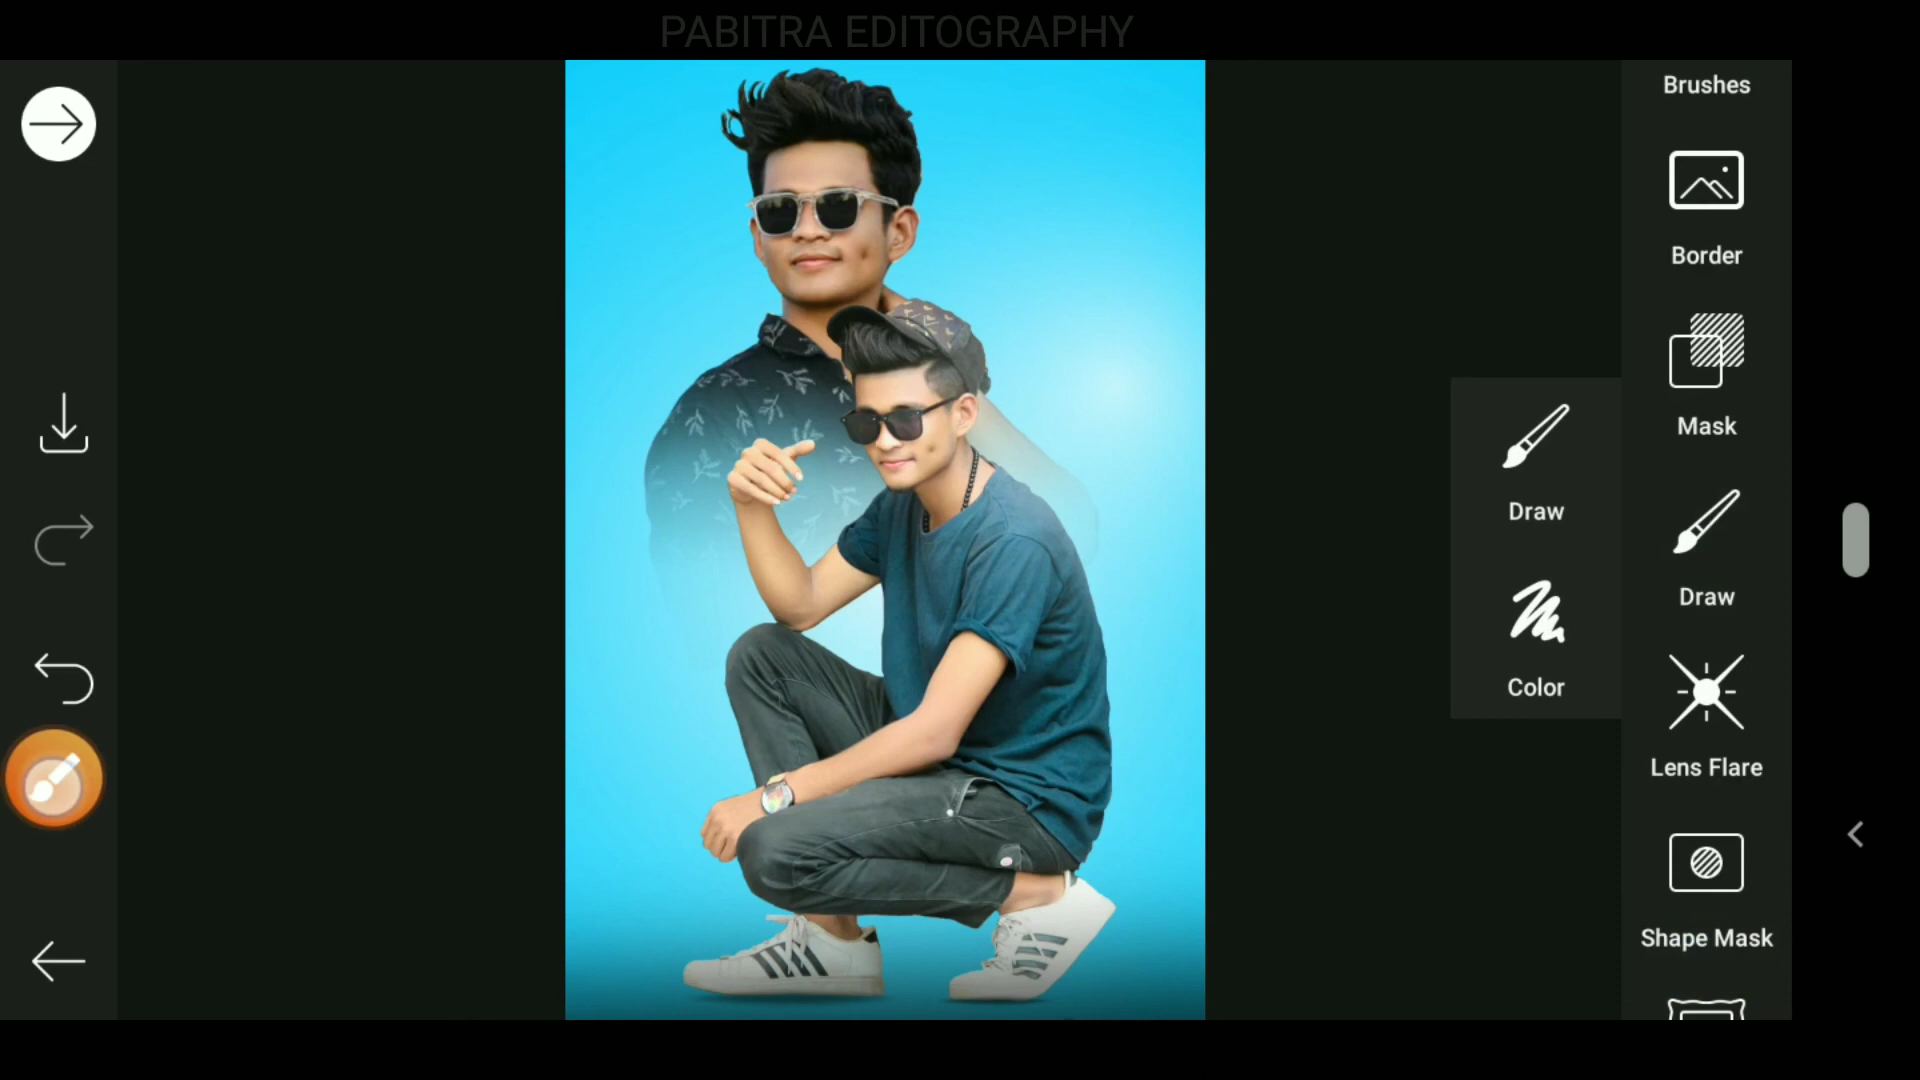 PABITRA EDITOGRAPHY
Brushes
Border
Mask
Draw
Draw
Color
Lens Flare
Shape Mask